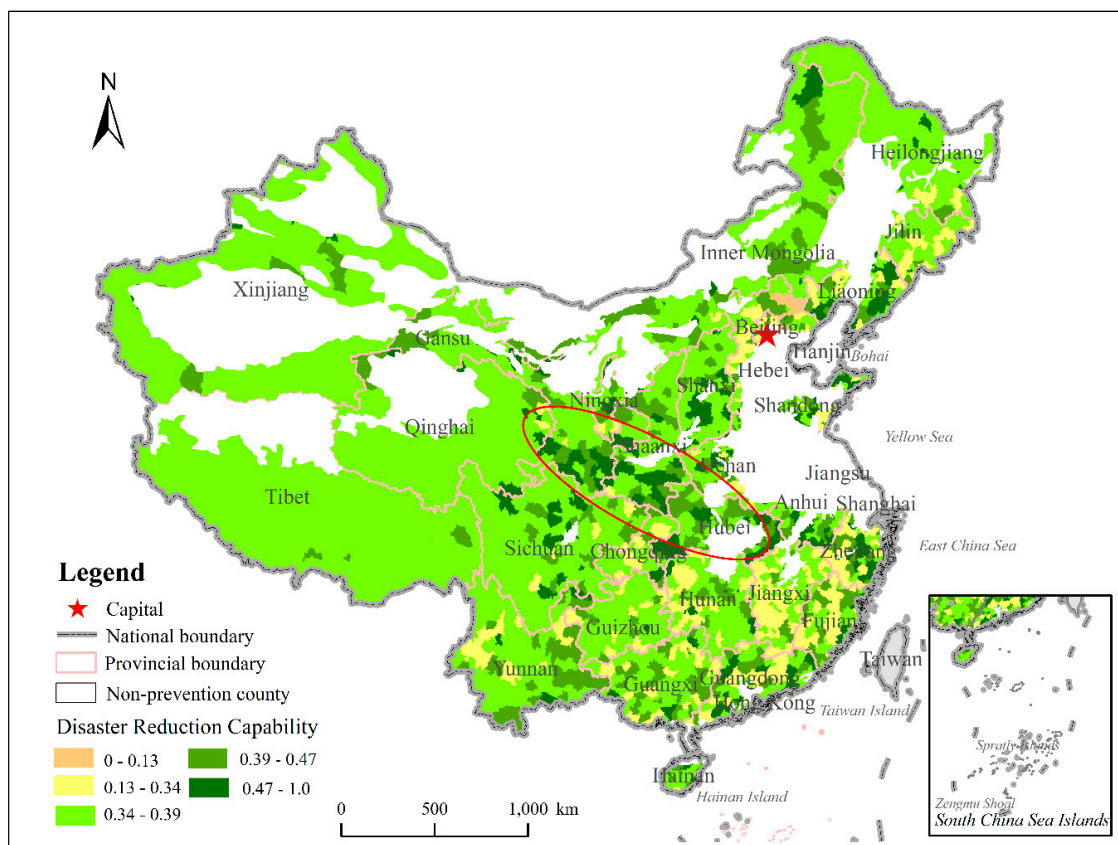 N
Heilongjiang
Jilin
Inner Mongolia
Liaoning
Xinjiang
Beijing
Gansu
Tianjin
Bohai
Hebei
Shanxi
Ningxia
Shandong
Qinghai
Shaanxi
Yellow Sea
Henan
Jiangsu
Tibet
Anhui
Shanghai
Hubei
Sichuan
Chongqing
Zhejiang
East China Sea
Hunan
Jiangxi
Guizhou
Fujian
Taiwan
Yunnan
Guangxi
Guangdong
Hong Kong
Taiwan Island
Hainan
Hainan Island
Legend
Capital
National boundary
Provincial boundary
Non-prevention county
Disaster Reduction Capability
0 - 0.13
0.39 - 0.47
0.13 - 0.34
0.47 - 1.0
0.34 - 0.39
0 500 1,000 km
Spratly Islands
Zengmu Shoal
South China Sea Islands